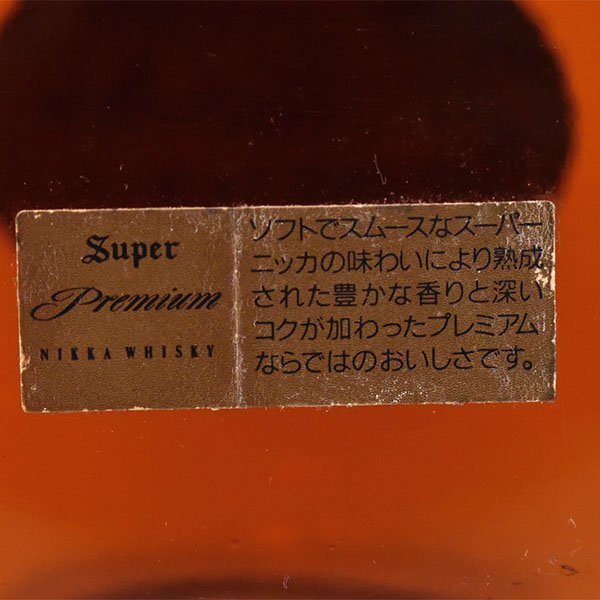 Super
Premium
NIKKA WHISKY
ソフトでスムースなスーパー
ニッカの味わいにより熟成
された豊かな香りと深い
コクが加わったプレミアム
ならではのおいしさです。